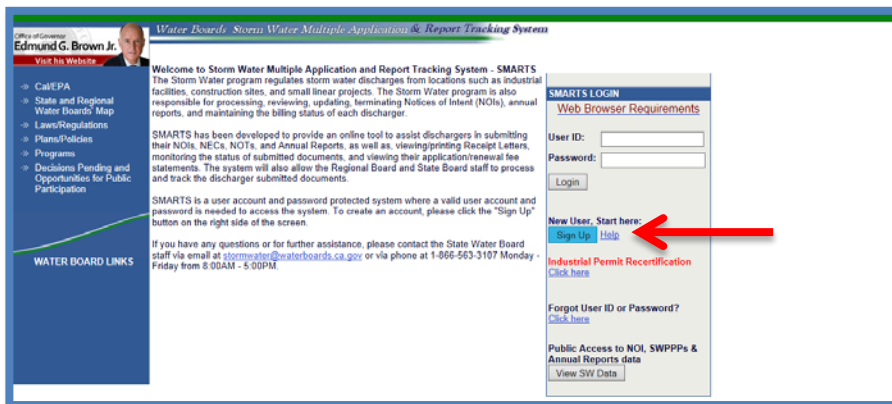 Water Boards Storm Water Multiple Application & Report Tracking System
Office of Governor
Edmund G. Brown Jr.
Visit his Website
Cal/EPA
State and Regional
Water Boards' Map
Laws/Regulations
Plans/Policies
Programs
Decisions Pending and
Opportunities for Public
Participation
WATER BOARD LINKS
Welcome to Storm Water Multiple Application and Report Tracking System - SMARTS
The Storm Water program regulates storm water discharges from locations such as industrial
facilities, construction sites, and small linear projects. The Storm Water program is also
responsible for processing, reviewing, updating, terminating Notices of Intent (NOIs), annual
reports, and maintaining the billing status of each discharger.
SMARTS has been developed to provide an online tool to assist dischargers in submitting
their NOIs, NECs, NOTs, and Annual Reports, as well as, viewing/printing Receipt Letters,
monitoring the status of submitted documents, and viewing their application/renewal fee
statements. The system will also allow the Regional Board and State Board staff to process
and track the discharger submitted documents.
SMARTS is a user account and password protected system where a valid user account and
password is needed to access the system. To create an account, please click the "Sign Up"
button on the right side of the screen.
If you have any questions or for further assistance, please contact the State Water Board
staff via email at stormwater@waterboards.ca.gov or via phone at 1-866-563-3107 Monday -
Friday from 8:00AM - 5:00PM.
SMARTS LOGIN
Web Browser Requirements
User ID:
Password:
Login
New User, Start here:
Sign Up Help
Industrial Permit Recertification
Click here
Forgot User ID or Password?
Click here
Public Access to NOI, SWPPPs &
Annual Reports data
View SW Data